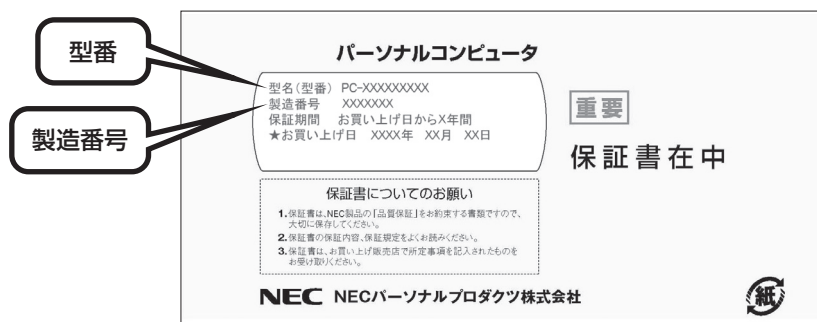 型番
製造番号
パーソナルコンピュータ
型名(型番) PC-XXXXXXXXX
製造番号 XXXXXXX
保証期間 お買い上げ日からX年間
★お買い上げ日 XXXX年 XX月 XX日
重要
保証書在中
保証書についてのお願い
1.保証書は、NEC製品の「品質保証」をお約束する書類ですので、
大切に保存してください。
2.保証書の保証内容、保証規定をよくお読みください。
3.保証書は、お買い上げ販売店で所定事項を記入されたものを
お受け取りください。
NEC NECパーソナルプロダクツ株式会社
紙